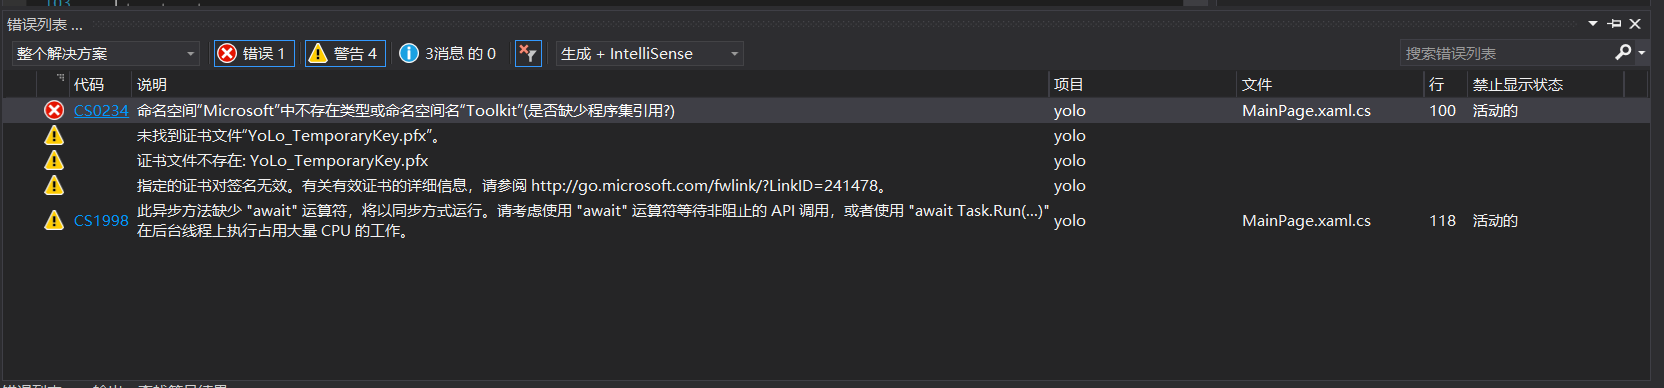 103
错误列表 ...
整个解决方案
错误 1
警告 4
3消息 的 0
生成 + IntelliSense
搜索错误列表
代码 说明 项目 文件 行 禁止显示状态
CS0234 命名空间“Microsoft”中不存在类型或命名空间名“Toolkit”(是否缺少程序集引用?) yolo MainPage.xaml.cs 100 活动的
未找到证书文件“YoLo_TemporaryKey.pfx”。 yolo
证书文件不存在: YoLo_TemporaryKey.pfx yolo
指定的证书对签名无效。有关有效证书的详细信息，请参阅 http://go.microsoft.com/fwlink/?LinkID=241478。 yolo
CS1998 此异步方法缺少 "await" 运算符，将以同步方式运行。请考虑使用 "await" 运算符等待非阻止的 API 调用，或者使用 "await Task.Run(...)" yolo MainPage.xaml.cs 118 活动的
在后台线程上执行占用大量 CPU 的工作。